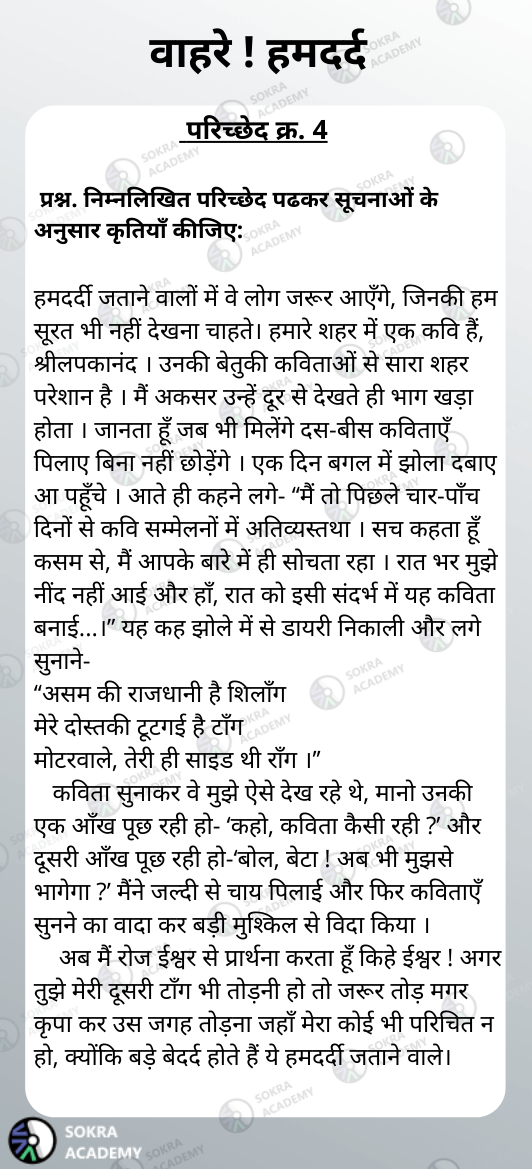 वाहरे ! हमदर्द
परिच्छेद क्र. 4
प्रश्न. निम्नलिखित परिच्छेद पढकर सूचनाओं के
अनुसार कृतियाँ कीजिए:
हमदर्दी जताने वालों में वे लोग जरूर आएँगे, जिनकी हम
सूरत भी नहीं देखना चाहते। हमारे शहर में एक कवि हैं,
श्रीलपकानंद । उनकी बेतुकी कविताओं से सारा शहर
परेशान है । मैं अकसर उन्हें दूर से देखते ही भाग खड़ा
होता । जानता हूँ जब भी मिलेंगे दस-बीस कविताएँ
पिलाए बिना नहीं छोड़ेंगे । एक दिन बगल में झोला दबाए
आ पहूँचे । आते ही कहने लगे- “मैं तो पिछले चार-पाँच
दिनों से कवि सम्मेलनों में अतिव्यस्तथा । सच कहता हूँ
कसम से, मैं आपके बारे में ही सोचता रहा । रात भर मुझे
नींद नहीं आई और हाँ, रात को इसी संदर्भ में यह कविता
बनाई...।” यह कह झोले में से डायरी निकाली और लगे
सुनाने-
“असम की राजधानी है शिलाँग
मेरे दोस्तकी टूटगई है टाँग
मोटरवाले, तेरी ही साइड थी राँग ।”
कविता सुनाकर वे मुझे ऐसे देख रहे थे, मानो उनकी
एक आँख पूछ रही हो- ‘कहो, कविता कैसी रही ?’ और
दूसरी आँख पूछ रही हो-‘बोल, बेटा ! अब भी मुझसे
भागेगा ?’ मैंने जल्दी से चाय पिलाई और फिर कविताएँ
सुनने का वादा कर बड़ी मुश्किल से विदा किया ।
अब मैं रोज ईश्वर से प्रार्थना करता हूँ किहे ईश्वर ! अगर
तुझे मेरी दूसरी टाँग भी तोड़नी हो तो जरूर तोड़ मगर
कृपा कर उस जगह तोड़ना जहाँ मेरा कोई भी परिचित न
हो, क्योंकि बड़े बेदर्द होते हैं ये हमदर्दी जताने वाले।
SOKRA
ACADEMY